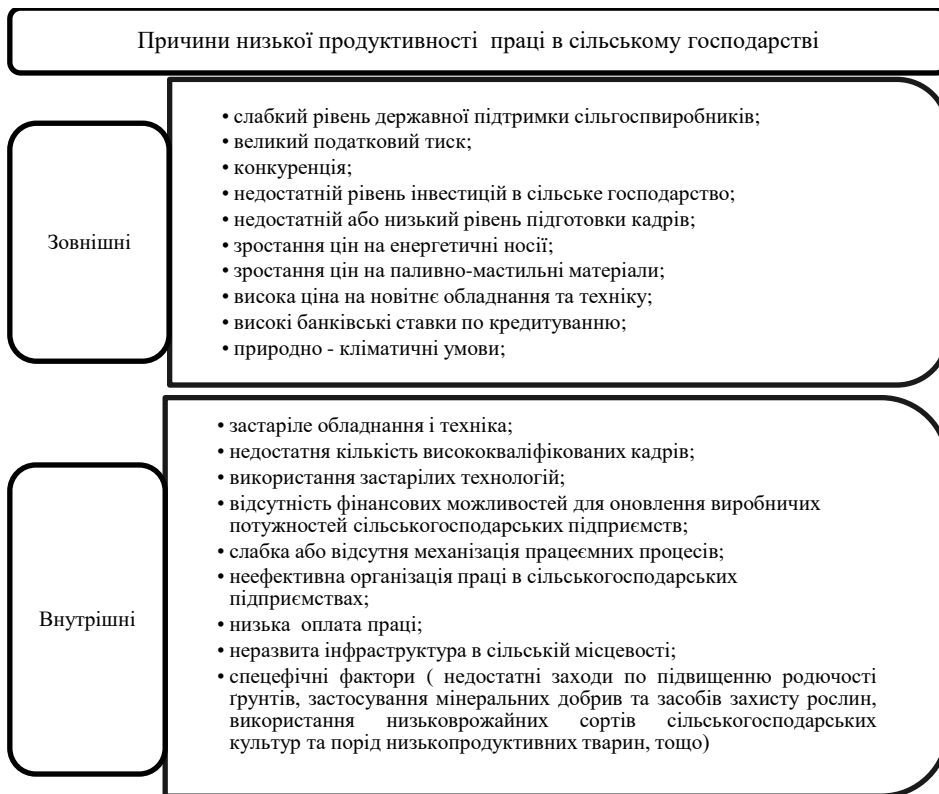 Причини низької продуктивності праці в сільському господарстві
Зовнішні
• слабкий рівень державної підтримки сільгоспвиробників;
• великий податковий тиск;
• конкуренція;
• недостатній рівень інвестицій в сільське господарство;
• недостатній або низький рівень підготовки кадрів;
• зростання цін на енергетичні носії;
• зростання цін на паливно-мастильні матеріали;
• висока ціна на новітнє обладнання та техніку;
• високі банківські ставки по кредитуванню;
• природно - кліматичні умови;
Внутрішні
• застаріле обладнання і техніка;
• недостатня кількість висококваліфікованих кадрів;
• використання застарілих технологій;
• відсутність фінансових можливостей для оновлення виробничих
потужностей сільськогосподарських підприємств;
• слабка або відсутня механізація працеємних процесів;
• неефективна організація праці в сільськогосподарських
підприємствах;
• низька оплата праці;
• неразвита інфраструктура в сільській місцевості;
• спецефічні фактори ( недостатні заходи по підвищенню родючості
ґрунтів, застосування мінеральних добрив та засобів захисту рослин,
використання низьковрожайних сортів сільськогосподарських
культур та порід низькопродуктивних тварин, тощо)